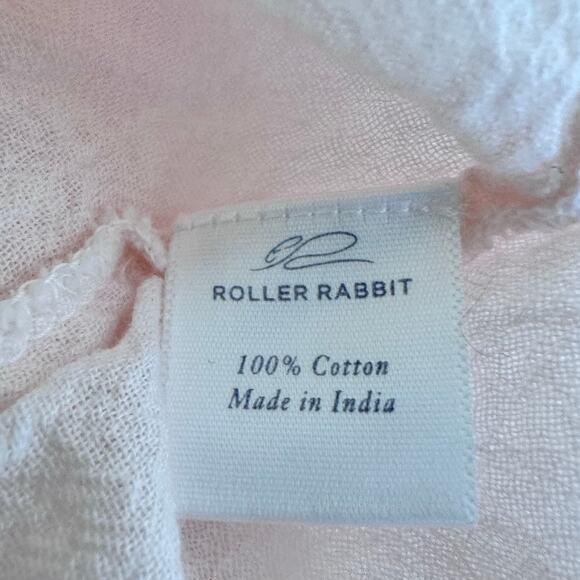 ROLLER RABBIT
100% Cotton
Made in India